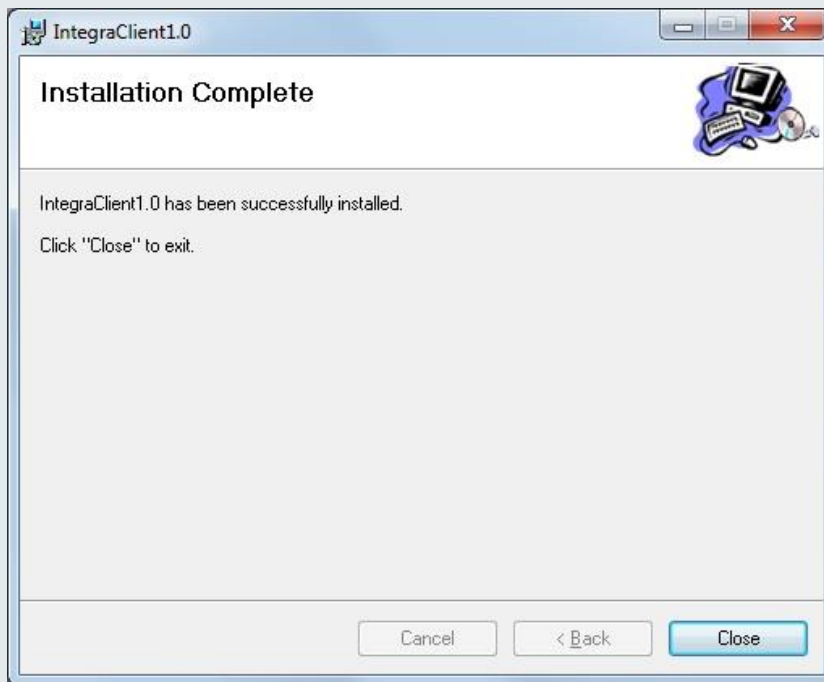 IntegraClient1.0
Installation Complete
IntegraClient1.0 has been successfully installed.
Click "Close" to exit.
Cancel
< Back
Close